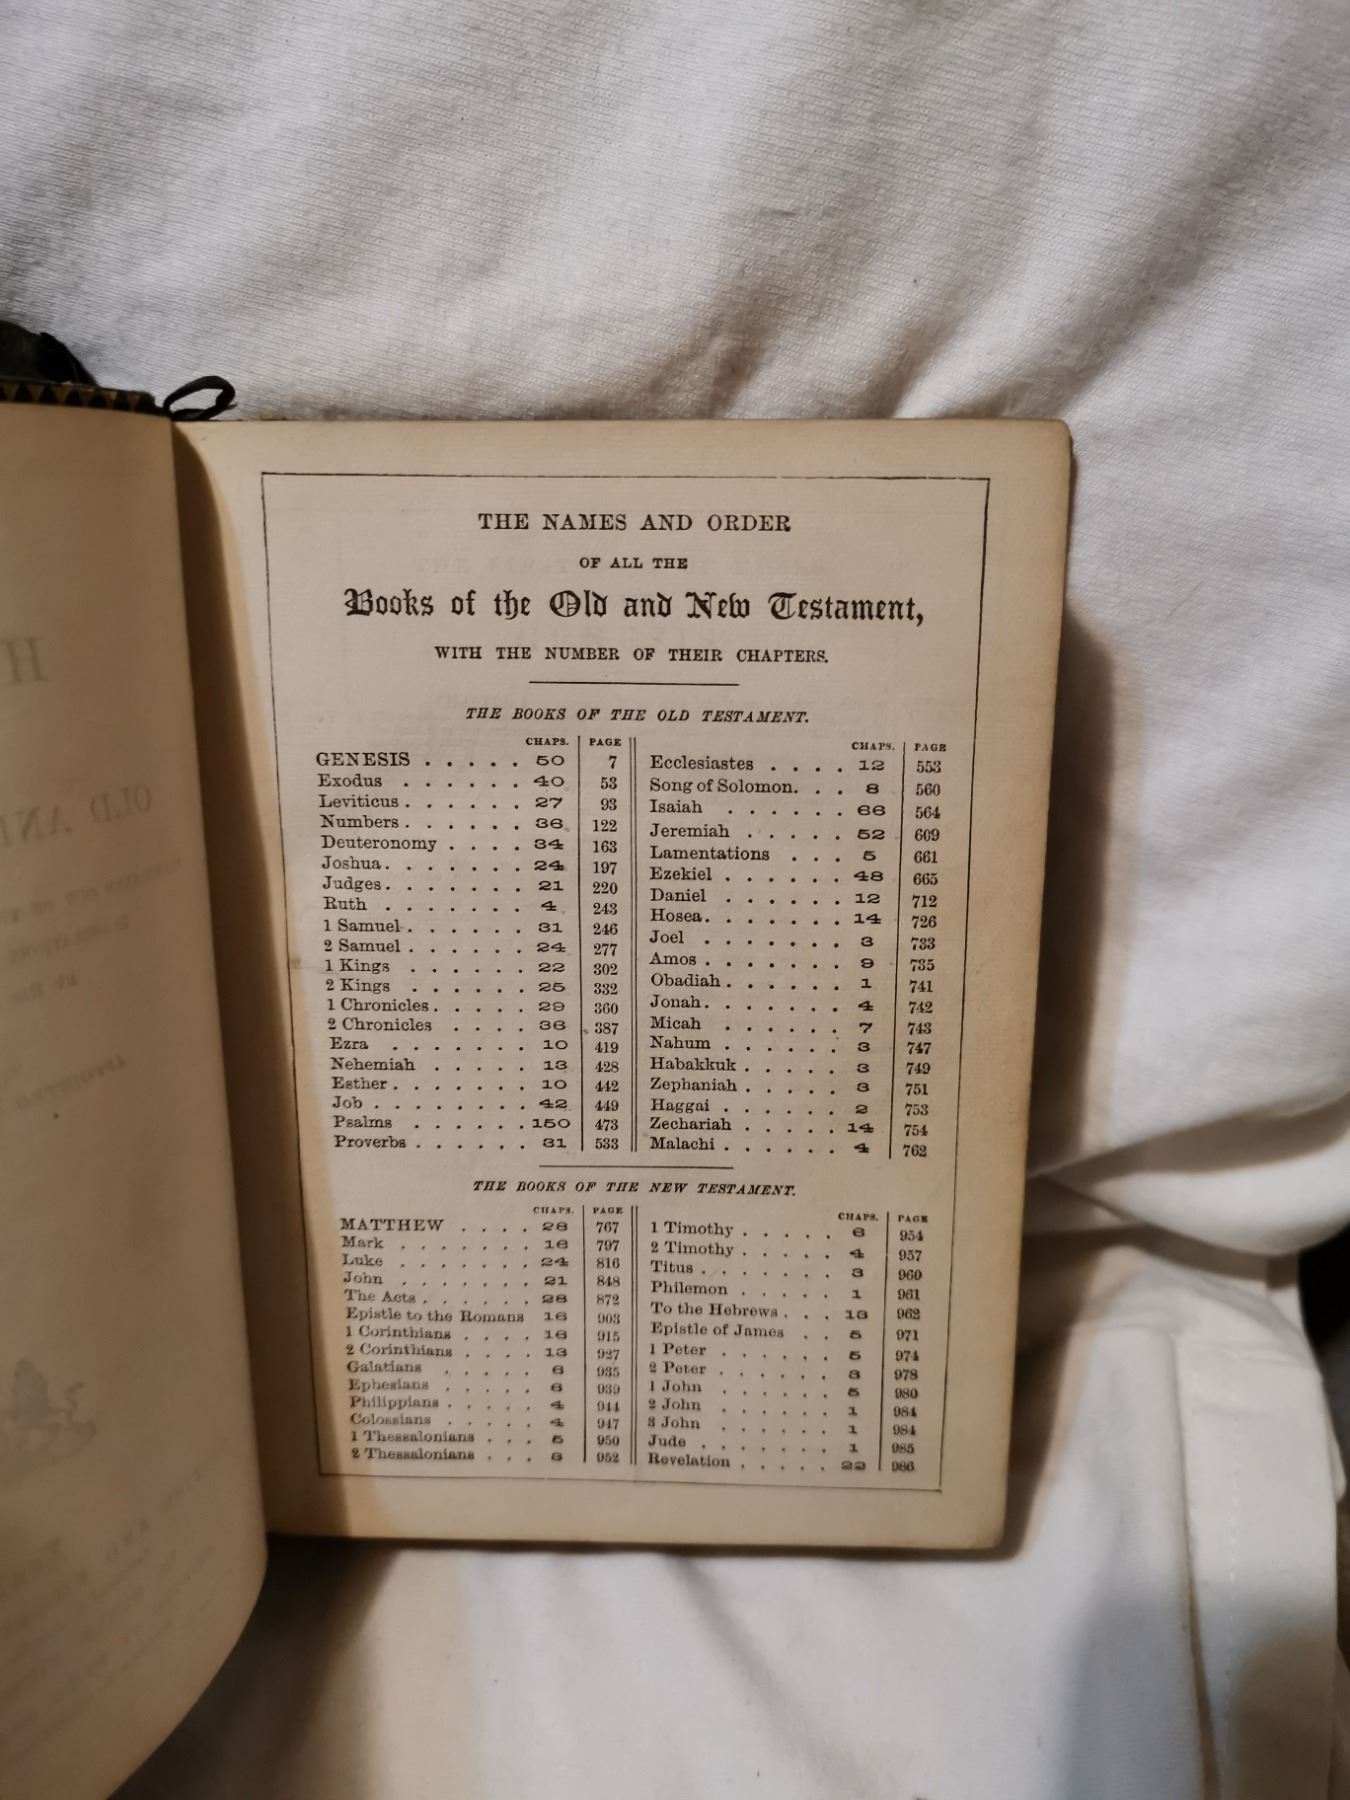 THE NAMES AND ORDER
OF ALL THE
Books of the Old and New Testament,
WITH THE NUMBER OF THEIR CHAPTERS.
THE BOOKS OF THE OLD TESTAMENT.
CHAPS. PAGE
GENESIS . . . . . 50 7
Exodus . . . . . . 40 53
Leviticus . . . . . . 27 93
Numbers . . . . . . 36 122
Deuteronomy . . . . 34 163
Joshua . . . . . . . 24 197
Judges . . . . . . . 21 220
Ruth . . . . . . . 4 243
1 Samuel . . . . . . 31 246
2 Samuel . . . . . . 24 277
1 Kings . . . . . . 22 302
2 Kings . . . . . . 25 332
1 Chronicles . . . . . 29 360
2 Chronicles . . . . 36 387
Ezra . . . . . . . 10 419
Nehemiah . . . . . 13 428
Esther . . . . . . . 10 442
Job . . . . . . . . 42 449
Psalms . . . . . . 150 473
Proverbs . . . . . . 31 533
CHAPS. PAGE
Ecclesiastes . . . . 12 553
Song of Solomon . . . 8 560
Isaiah . . . . . . 66 564
Jeremiah . . . . . 52 609
Lamentations . . . 5 661
Ezekiel . . . . . . 48 665
Daniel . . . . . . 12 712
Hosea . . . . . . . 14 726
Joel . . . . . . . 3 733
Amos . . . . . . . 9 735
Obadiah . . . . . . 1 741
Jonah . . . . . . . 4 742
Micah . . . . . . 7 743
Nahum . . . . . . 3 747
Habakkuk . . . . . 3 749
Zephaniah . . . . . 3 751
Haggai . . . . . . 2 753
Zechariah . . . . . 14 754
Malachi . . . . . . 4 762
THE BOOKS OF THE NEW TESTAMENT.
CHAPS. PAGE
MATTHEW . . . . 28 767
Mark . . . . . . . 16 797
Luke . . . . . . . 24 816
John . . . . . . . 21 848
The Acts . . . . . . 28 872
Epistle to the Romans 16 903
1 Corinthians . . . . 16 915
2 Corinthians . . . . 13 927
Galatians . . . . . 6 935
Ephesians . . . . . 6 939
Philippians . . . . . 4 944
Colossians . . . . . 4 947
1 Thessalonians . . . 5 950
2 Thessalonians . . . 3 952
CHAPS. PAGE
1 Timothy . . . . . 6 954
2 Timothy . . . . . 4 957
Titus . . . . . . . 3 960
Philemon . . . . . 1 961
To the Hebrews . . . 13 962
Epistle of James . . 5 971
1 Peter . . . . . . 5 974
2 Peter . . . . . . 3 978
1 John . . . . . . 5 980
2 John . . . . . . 1 984
3 John . . . . . . 1 984
Jude . . . . . . . 1 985
Revelation . . . . . 22 986